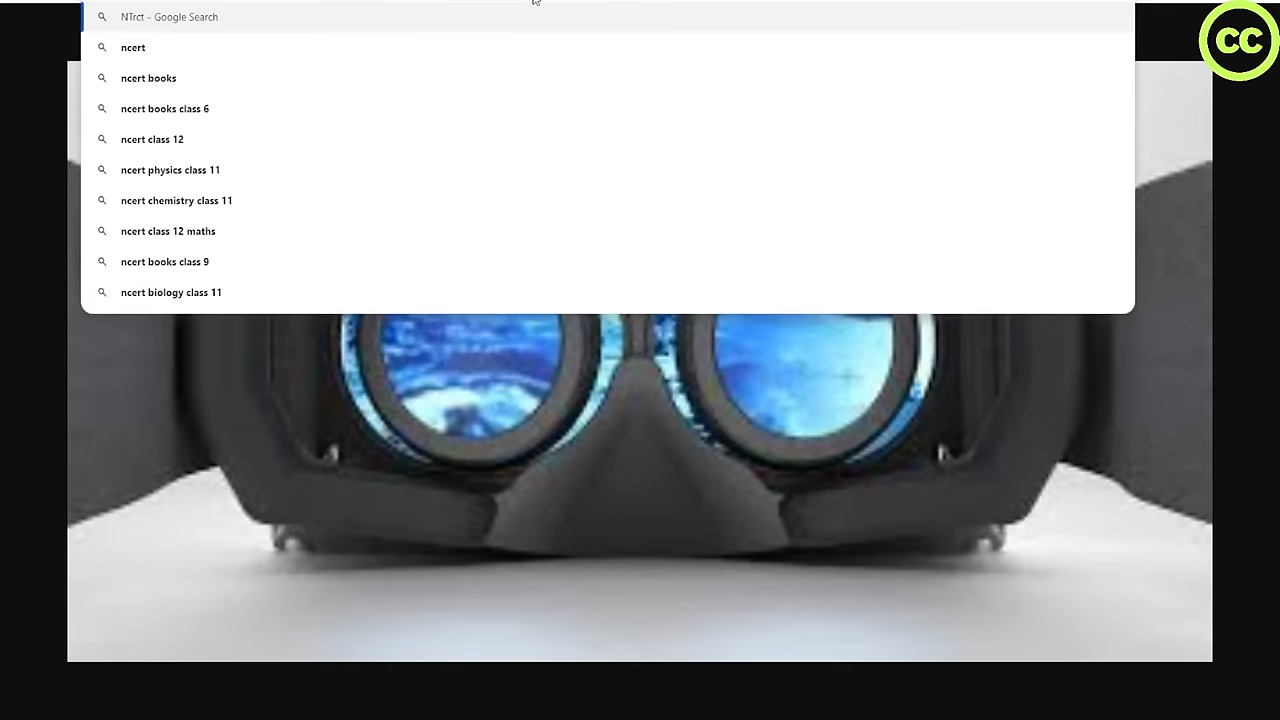 NTrct - Google Search
ncert
ncert books
ncert books class 6
ncert class 12
ncert physics class 11
ncert chemistry class 11
ncert class 12 maths
ncert books class 9
ncert biology class 11
CC